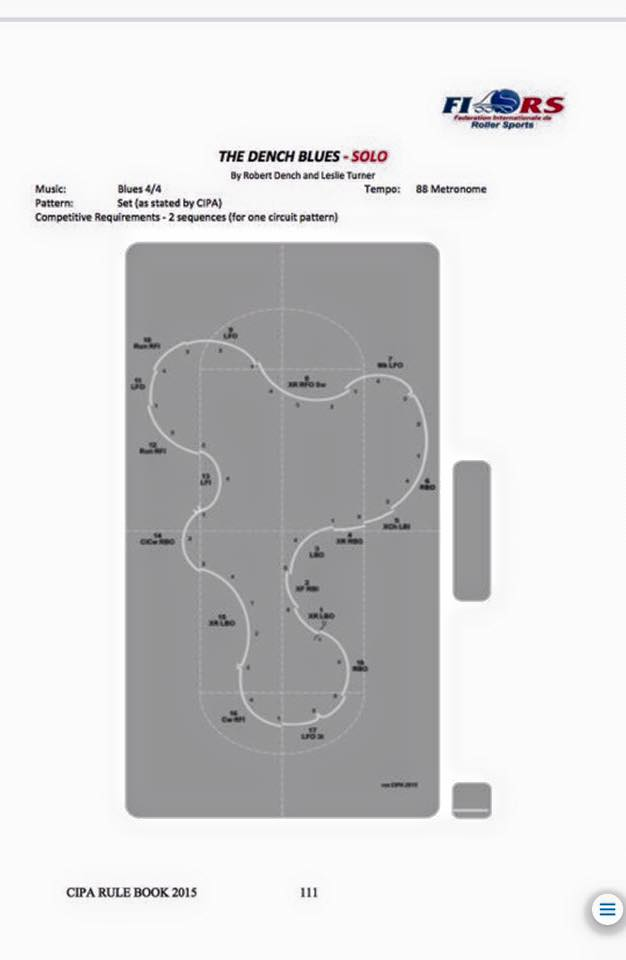 FIRS
Federation Internationale de
Roller Sports
THE DENCH BLUES - SOLO
By Robert Dench and Leslie Turner
Music: Blues 4/4 Tempo: 88 Metronome
Pattern: Set (as stated by CIPA)
Competitive Requirements - 2 sequences (for one circuit pattern)
9
LFO
10
Run RFI
7
Wk LFO
11
LFO
8
XR RFO Sw
12
Run RFI
13
LFI
6
RBO
5
XCh LBI
14
ClCw RBO
4
XR RBO
3
LBO
2
XF RBI
1
XR LBO
15
XR LBO
18
RBO
16
Cw RFI
17
LFO 3t
CIPA 2015
CIPA RULE BOOK 2015 111